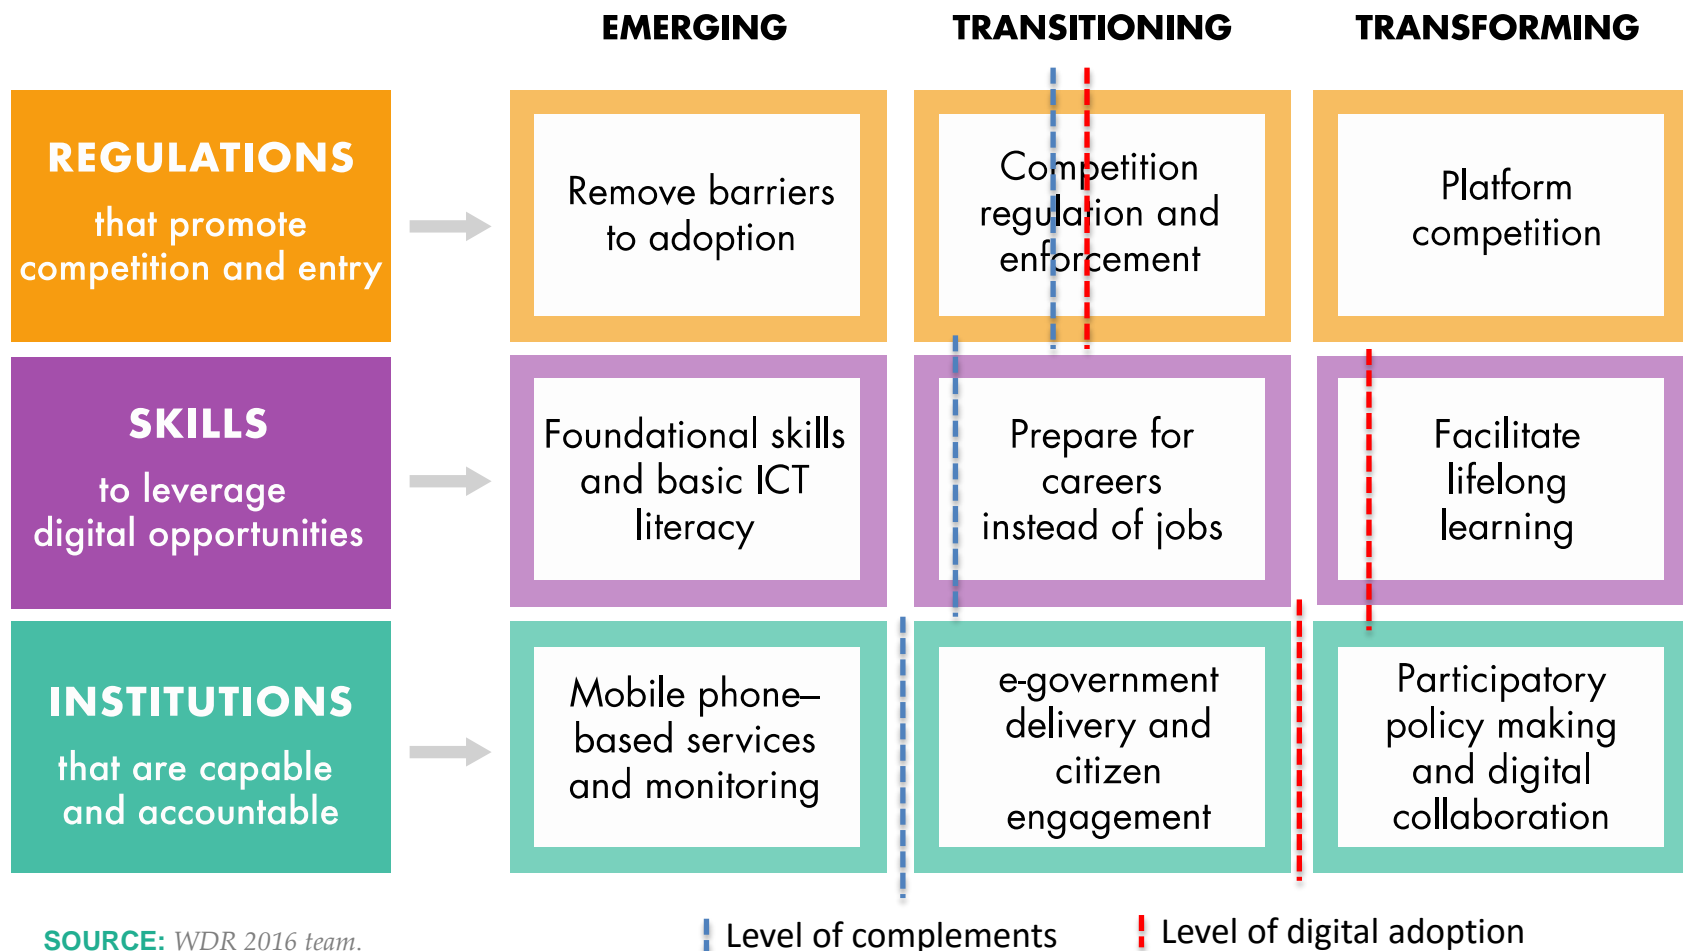 EMERGING
TRANSITIONING
TRANSFORMING
REGULATIONS
that promote
competition and entry
Remove barriers
to adoption
Competition
regulation and
enforcement
Platform
competition
SKILLS
to leverage
digital opportunities
Foundational skills
and basic ICT
literacy
Prepare for
careers
instead of jobs
Facilitate
lifelong
learning
INSTITUTIONS
that are capable
and accountable
Mobile phone–
based services
and monitoring
e-government
delivery and
citizen
engagement
Participatory
policy making
and digital
collaboration
SOURCE: WDR 2016 team.
Level of complements
Level of digital adoption